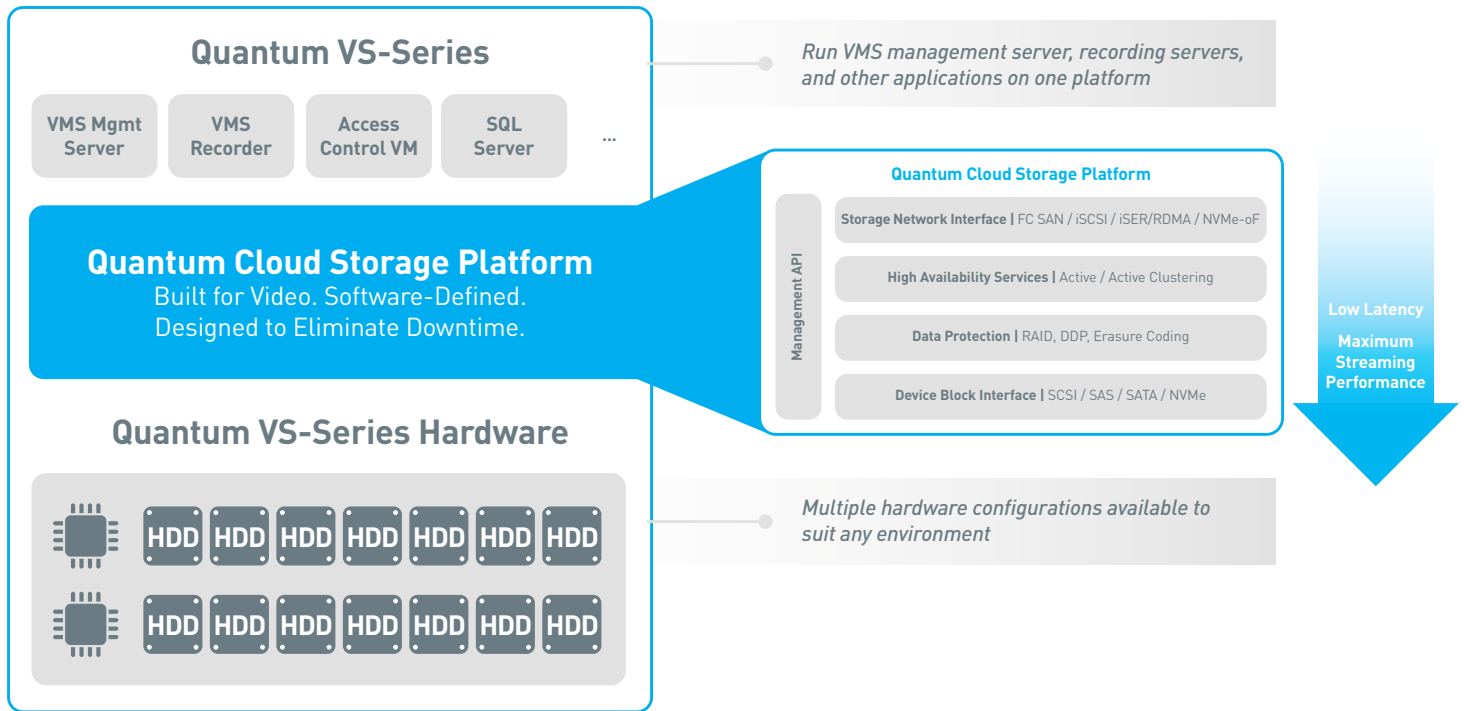 Quantum VS-Series
VMS Mgmt
Server
VMS
Recorder
Access
Control VM
SQL
Server
...
Run VMS management server, recording servers,
and other applications on one platform
Quantum Cloud Storage Platform
Built for Video. Software-Defined.
Designed to Eliminate Downtime.
Quantum Cloud Storage Platform
Management API
Storage Network Interface | FC SAN / iSCSI / iSER/RDMA / NVMe-oF
High Availability Services | Active / Active Clustering
Data Protection | RAID, DDP, Erasure Coding
Device Block Interface | SCSI / SAS / SATA / NVMe
Low Latency
Maximum
Streaming
Performance
Quantum VS-Series Hardware
HDD HDD HDD HDD HDD HDD HDD
HDD HDD HDD HDD HDD HDD HDD
Multiple hardware configurations available to
suit any environment